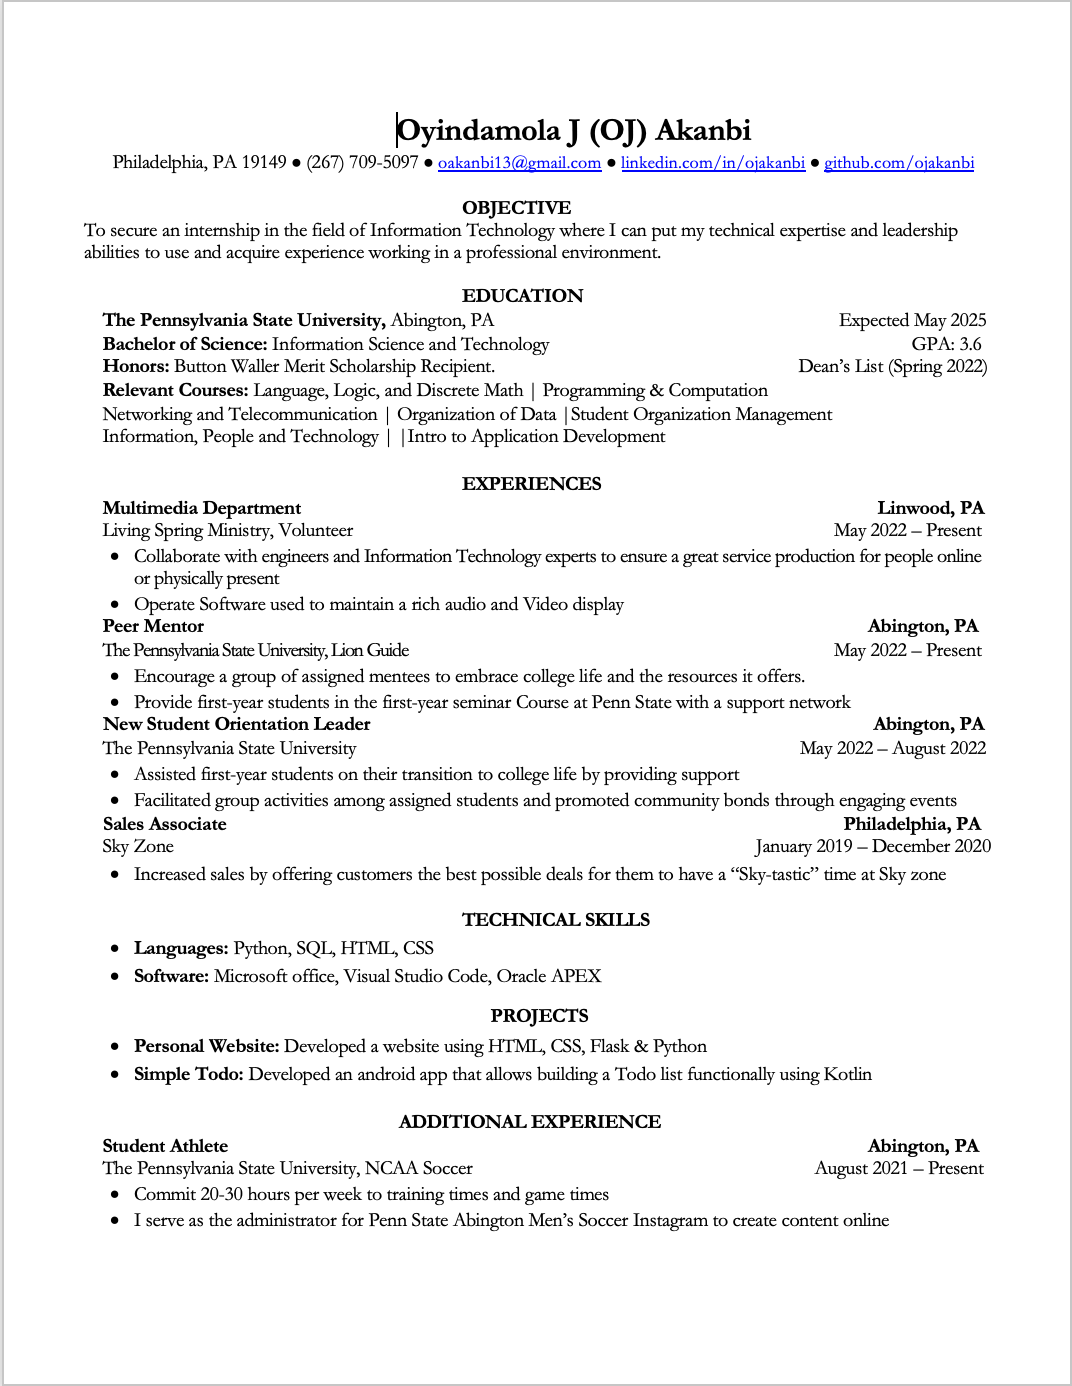 Oyindamola J (OJ) Akanbi
Philadelphia, PA 19149 ● (267) 709-5097 ● oakanbi13@gmail.com ● linkedin.com/in/ojakanbi ● github.com/ojakanbi
OBJECTIVE
To secure an internship in the field of Information Technology where I can put my technical expertise and leadership
abilities to use and acquire experience working in a professional environment.
EDUCATION
The Pennsylvania State University, Abington, PA Expected May 2025
Bachelor of Science: Information Science and Technology GPA: 3.6
Honors: Button Waller Merit Scholarship Recipient. Dean’s List (Spring 2022)
Relevant Courses: Language, Logic, and Discrete Math | Programming & Computation
Networking and Telecommunication | Organization of Data |Student Organization Management
Information, People and Technology | |Intro to Application Development
EXPERIENCES
Multimedia Department Linwood, PA
Living Spring Ministry, Volunteer May 2022 – Present
● Collaborate with engineers and Information Technology experts to ensure a great service production for people online
or physically present
● Operate Software used to maintain a rich audio and Video display
Peer Mentor Abington, PA
The Pennsylvania State University, Lion Guide May 2022 – Present
● Encourage a group of assigned mentees to embrace college life and the resources it offers.
● Provide first-year students in the first-year seminar Course at Penn State with a support network
New Student Orientation Leader Abington, PA
The Pennsylvania State University May 2022 – August 2022
● Assisted first-year students on their transition to college life by providing support
● Facilitated group activities among assigned students and promoted community bonds through engaging events
Sales Associate Philadelphia, PA
Sky Zone January 2019 – December 2020
● Increased sales by offering customers the best possible deals for them to have a “Sky-tastic” time at Sky zone
TECHNICAL SKILLS
● Languages: Python, SQL, HTML, CSS
● Software: Microsoft office, Visual Studio Code, Oracle APEX
PROJECTS
● Personal Website: Developed a website using HTML, CSS, Flask & Python
● Simple Todo: Developed an android app that allows building a Todo list functionally using Kotlin
ADDITIONAL EXPERIENCE
Student Athlete Abington, PA
The Pennsylvania State University, NCAA Soccer August 2021 – Present
● Commit 20-30 hours per week to training times and game times
● I serve as the administrator for Penn State Abington Men’s Soccer Instagram to create content online